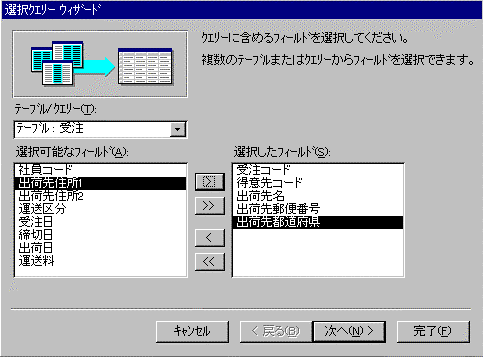 選択クエリー ウィザード
クエリーに含めるフィールドを選択してください。
複数のテーブルまたはクエリーからフィールドを選択できます。
テーブル/クエリー(T):
テーブル: 受注
選択可能なフィールド(A):
社員コード
出荷先住所1
出荷先住所2
運送区分
受注日
締切日
出荷日
運送料
>
>>
<
<<
選択したフィールド(S):
受注コード
得意先コード
出荷先名
出荷先郵便番号
出荷先都道府県
キャンセル
< 戻る(B)
次へ(N) >
完了(F)